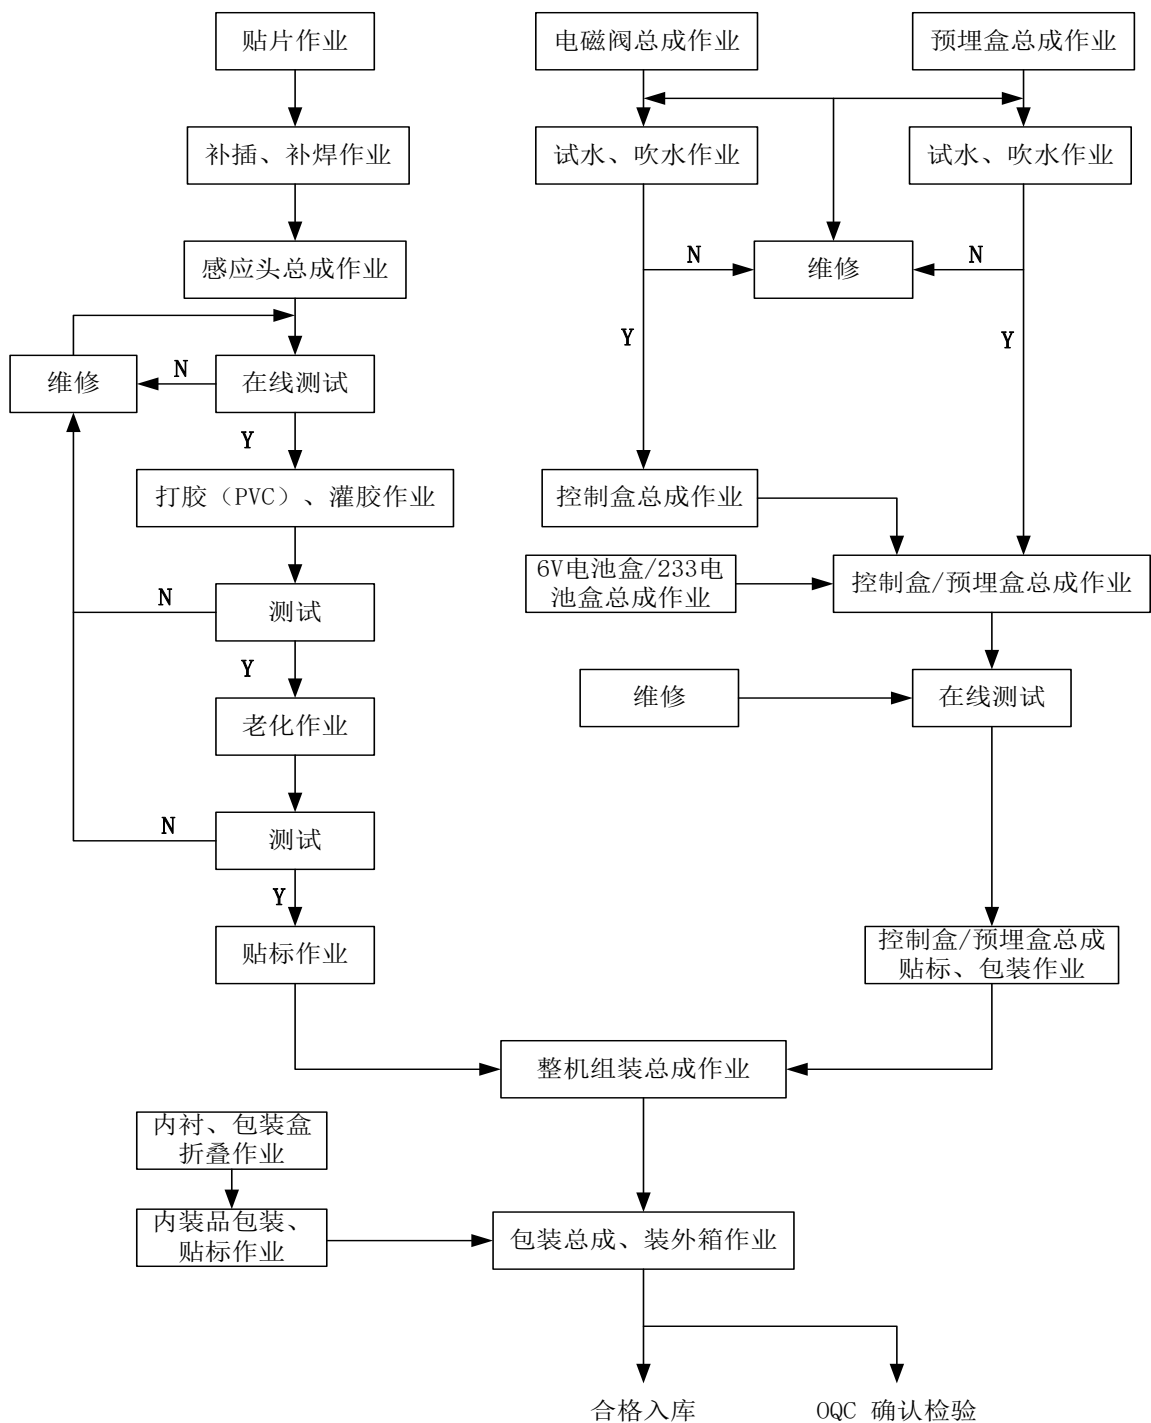 贴片作业
电磁阀总成作业
预埋盒总成作业
补插、补焊作业
试水、吹水作业
试水、吹水作业
感应头总成作业
N
维修
N
Y
Y
维修
N
在线测试
Y
打胶（PVC）、灌胶作业
控制盒总成作业
6V电池盒/233电
池盒总成作业
控制盒/预埋盒总成作业
N
测试
Y
维修
在线测试
老化作业
N
测试
Y
贴标作业
控制盒/预埋盒总成
贴标、包装作业
整机组装总成作业
内衬、包装盒
折叠作业
内装品包装、
贴标作业
包装总成、装外箱作业
合格入库
OQC 确认检验